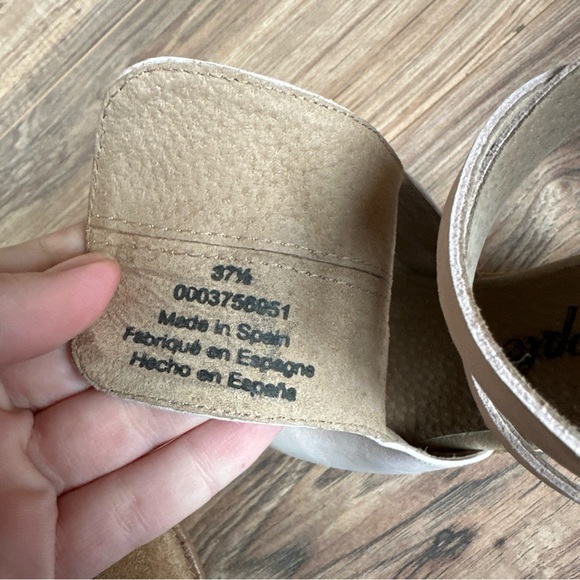 37½
0003756951
Made in Spain
Fabriqué en Espagne
Hecho en España